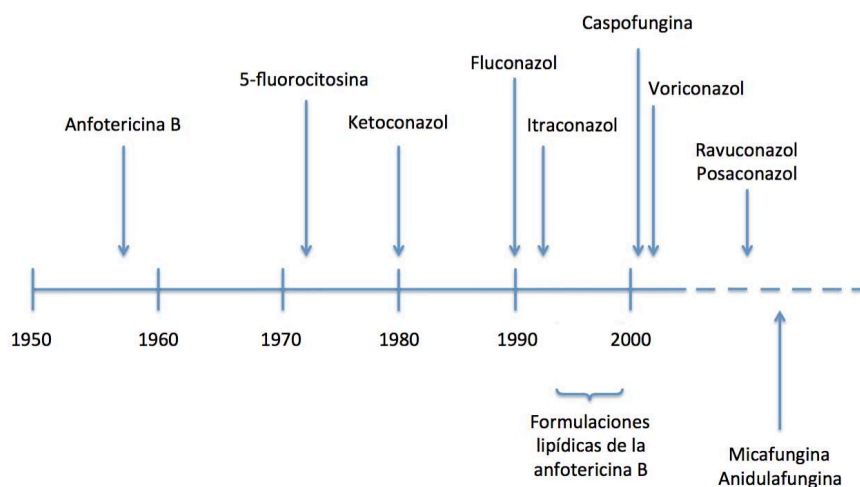 Caspofungina
Fluconazol
5-fluorocitosina
Voriconazol
Anfotericina B
Ketoconazol
Itraconazol
Ravuconazol
Posaconazol
1950
1960
1970
1980
1990
2000
Formulaciones
lipídicas de la
anfotericina B
Micafungina
Anidulafungina